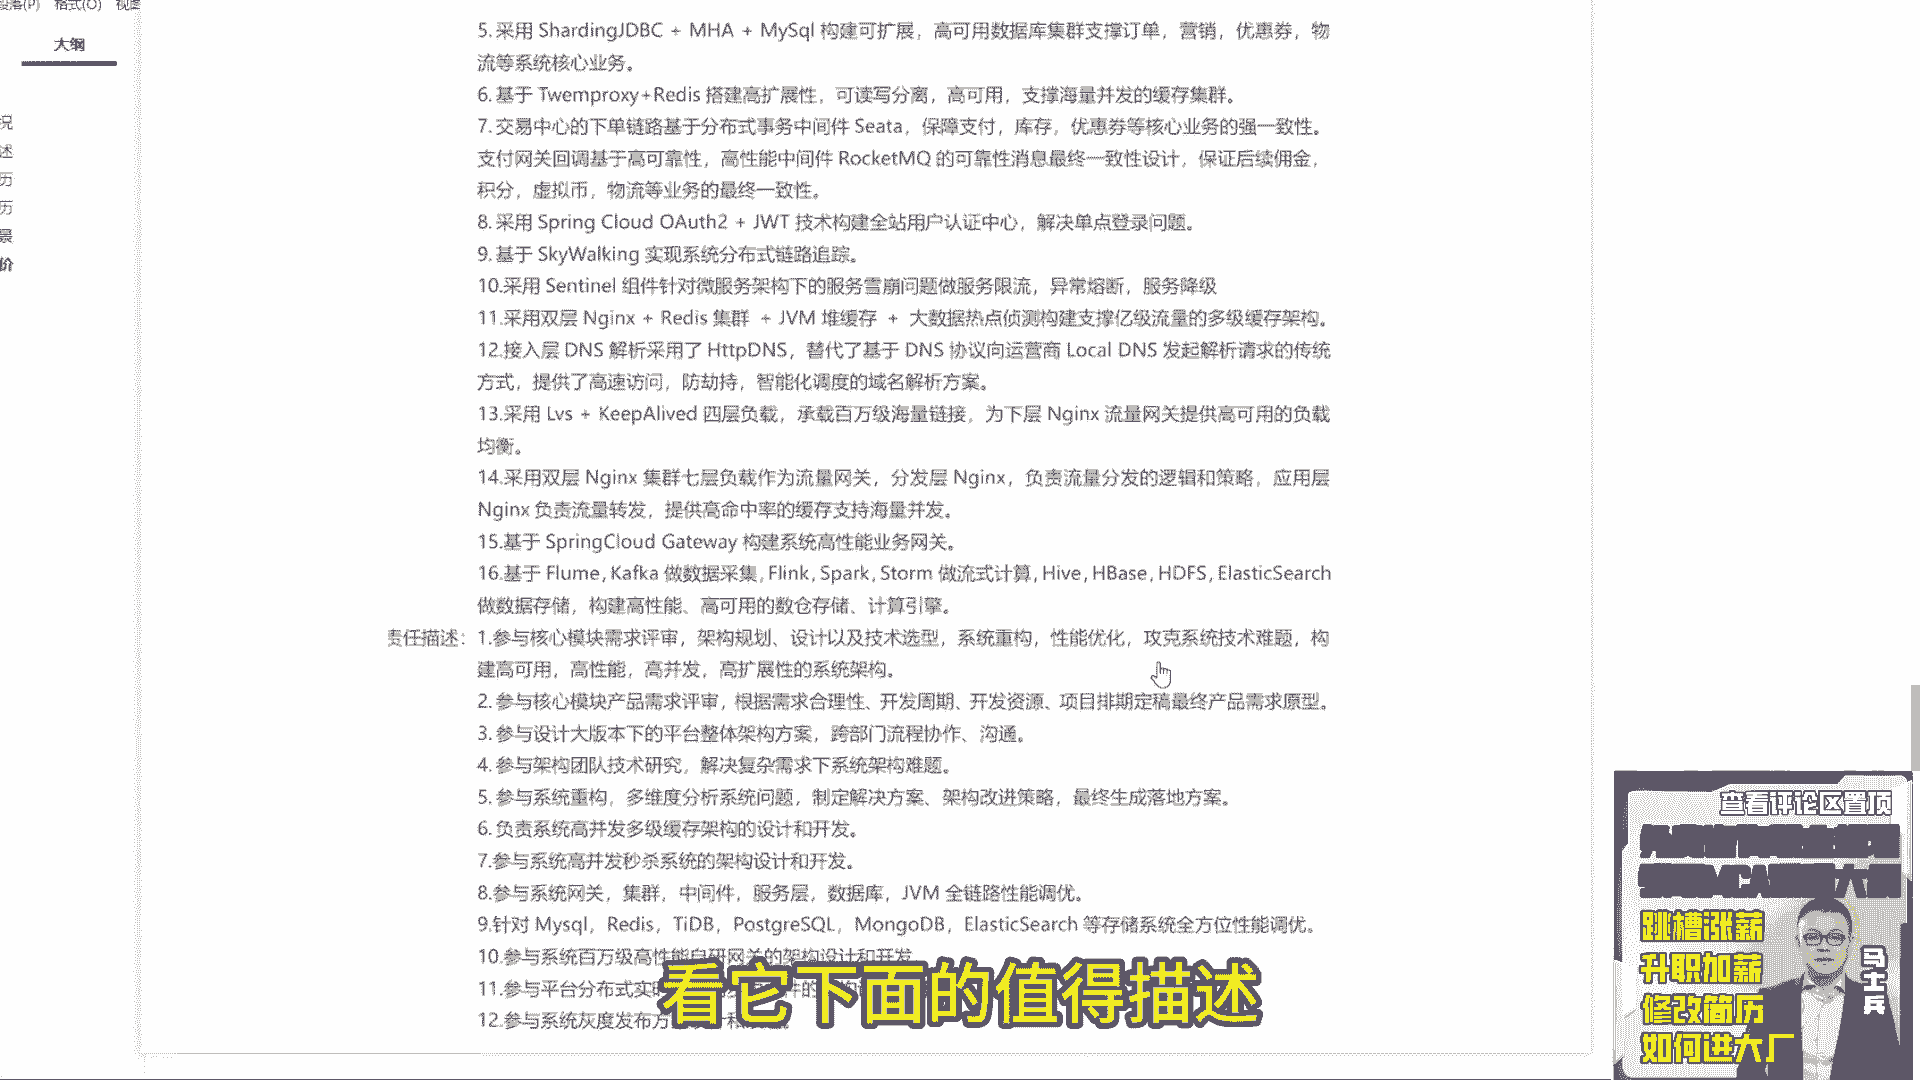 段落(P) 格式(O) 视图
大纲
况
述
历
历
景
价
5. 采用 ShardingJDBC + MHA + MySql 构建可扩展，高可用数据库集群支撑订单，营销，优惠券，物
流等系统核心业务。
6. 基于 Twemproxy+Redis 搭建高扩展性，可读写分离，高可用，支撑海量并发的缓存集群。
7. 交易中心的下单链路基于分布式事务中间件 Seata，保障支付，库存，优惠券等核心业务的强一致性。
支付网关回调基于高可靠性，高性能中间件 RocketMQ 的可靠性消息最终一致性设计，保证后续佣金，
积分，虚拟币，物流等业务的最终一致性。
8. 采用 Spring Cloud OAuth2 + JWT 技术构建全站用户认证中心，解决单点登录问题。
9. 基于 SkyWalking 实现系统分布式链路追踪。
10.采用 Sentinel 组件针对微服务架构下的服务雪崩问题做服务限流，异常熔断，服务降级
11.采用双层 Nginx + Redis 集群 + JVM 堆缓存 + 大数据热点侦测构建支撑亿级流量的多级缓存架构。
12.接入层 DNS 解析采用了 HttpDNS，替代了基于 DNS 协议向运营商 Local DNS 发起解析请求的传统
方式，提供了高速访问，防劫持，智能化调度的域名解析方案。
13.采用 Lvs + KeepAlived 四层负载，承载百万级海量链接，为下层 Nginx 流量网关提供高可用的负载
均衡。
14.采用双层 Nginx 集群七层负载作为流量网关，分发层 Nginx，负责流量分发的逻辑和策略，应用层
Nginx 负责流量转发，提供高命中率的缓存支持海量并发。
15.基于 SpringCloud Gateway 构建系统高性能业务网关。
16.基于 Flume, Kafka 做数据采集, Flink, Spark, Storm 做流式计算, Hive, HBase, HDFS, ElasticSearch
做数据存储，构建高性能、高可用的数仓存储、计算引擎。
责任描述：1.参与核心模块需求评审，架构规划、设计以及技术选型，系统重构，性能优化，攻克系统技术难题，构
建高可用，高性能，高并发，高扩展性的系统架构。
2. 参与核心模块产品需求评审，根据需求合理性、开发周期、开发资源、项目排期定稿最终产品需求原型。
3. 参与设计大版本下的平台整体架构方案，跨部门流程协作、沟通。
4. 参与架构团队技术研究，解决复杂需求下系统架构难题。
5. 参与系统重构，多维度分析系统问题，制定解决方案、架构改进策略，最终生成落地方案。
6. 负责系统高并发多级缓存架构的设计和开发。
7.参与系统高并发秒杀系统的架构设计和开发。
8.参与系统网关，集群，中间件，服务层，数据库，JVM 全链路性能调优。
9.针对 Mysql，Redis，TiDB，PostgreSQL，MongoDB，ElasticSearch 等存储系统全方位性能调优。
10.参与系统百万级高性能自研网关的架构设计和开发
11.参与平台分布式实
12.参与系统灰度发布方
看它下面的值得描述
查看评论区置顶
跳槽涨薪
升职加薪
修改简历
如何进大厂
马士兵